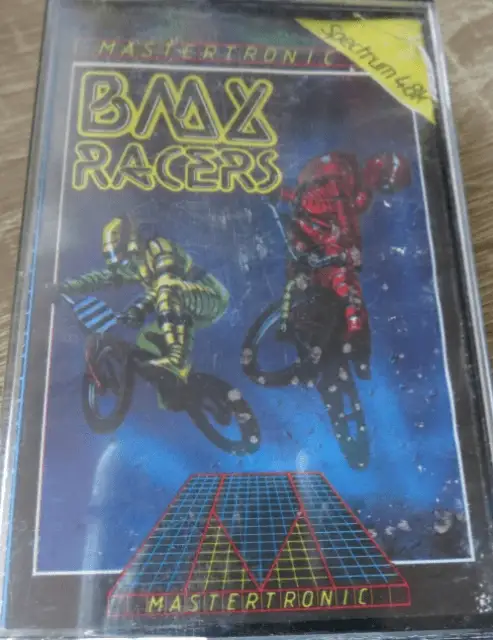 MASTERTRONIC
Spectrum 48K
BMX
RACERS
MASTERTRONIC